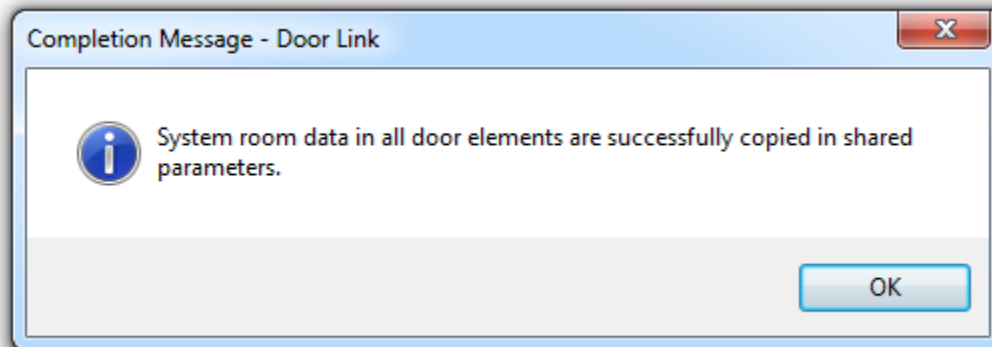 Completion Message - Door Link
System room data in all door elements are successfully copied in shared
parameters.
OK